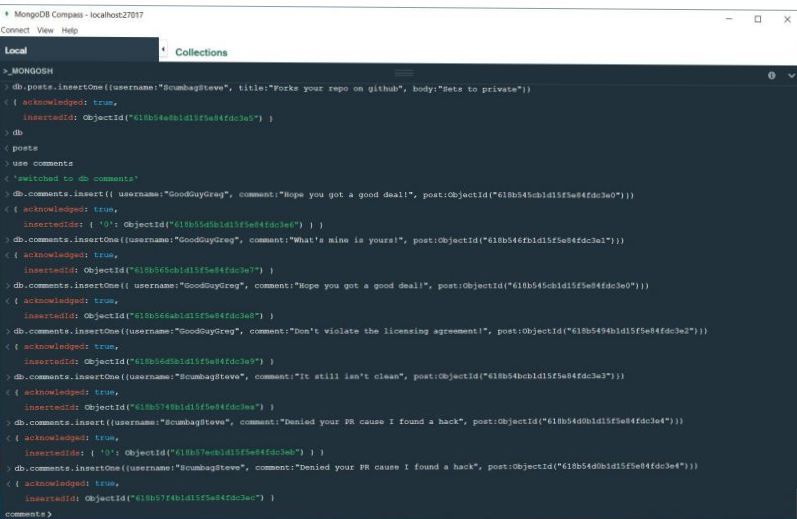 MongoDB Compass - localhost:27017
Connect View Help
Local
Collections
>_MONGOSH
> db.posts.insertOne({username:"ScumbagSteve", title:"Forks your repo on github", body:"Sets to private"})
< { acknowledged: true,
insertedId: ObjectId("618b54e8b1d15f5e84fdc3e5") }
> db
< posts
> use comments
< 'switched to db comments'
> db.comments.insert({ username:"GoodGuyGreg", comment:"Hope you got a good deal!", post:ObjectId("618b545cb1d15f5e84fdc3e0")})
< { acknowledged: true,
insertedIds: { '0': ObjectId("618b55d5b1d15f5e84fdc3e6") } }
> db.comments.insertOne({username:"GoodGuyGreg", comment:"What's mine is yours!", post:ObjectId("618b546fb1d15f5e84fdc3e1")})
< { acknowledged: true,
insertedId: ObjectId("618b565cb1d15f5e84fdc3e7") }
> db.comments.insertOne({ username:"GoodGuyGreg", comment:"Hope you got a good deal!", post:ObjectId("618b545cb1d15f5e84fdc3e0")})
< { acknowledged: true,
insertedId: ObjectId("618b566ab1d15f5e84fdc3e8") }
> db.comments.insertOne({username:"GoodGuyGreg", comment:"Don't violate the licensing agreement!", post:ObjectId("618b5494b1d15f5e84fdc3e2")})
< { acknowledged: true,
insertedId: ObjectId("618b56d5b1d15f5e84fdc3e9") }
> db.comments.insertOne({username:"ScumbagSteve", comment:"It still isn't clean", post:ObjectId("618b54bcb1d15f5e84fdc3e3")})
< { acknowledged: true,
insertedId: ObjectId("618b5748b1d15f5e84fdc3ea") }
> db.comments.insert({username:"ScumbagSteve", comment:"Denied your PR cause I found a hack", post:ObjectId("618b54d0b1d15f5e84fdc3e4")})
< { acknowledged: true,
insertedIds: { '0': ObjectId("618b57ecb1d15f5e84fdc3eb") } }
> db.comments.insertOne({username:"ScumbagSteve", comment:"Denied your PR cause I found a hack", post:ObjectId("618b54d0b1d15f5e84fdc3e4")})
< { acknowledged: true,
insertedId: ObjectId("618b57f4b1d15f5e84fdc3ec") }
comments >